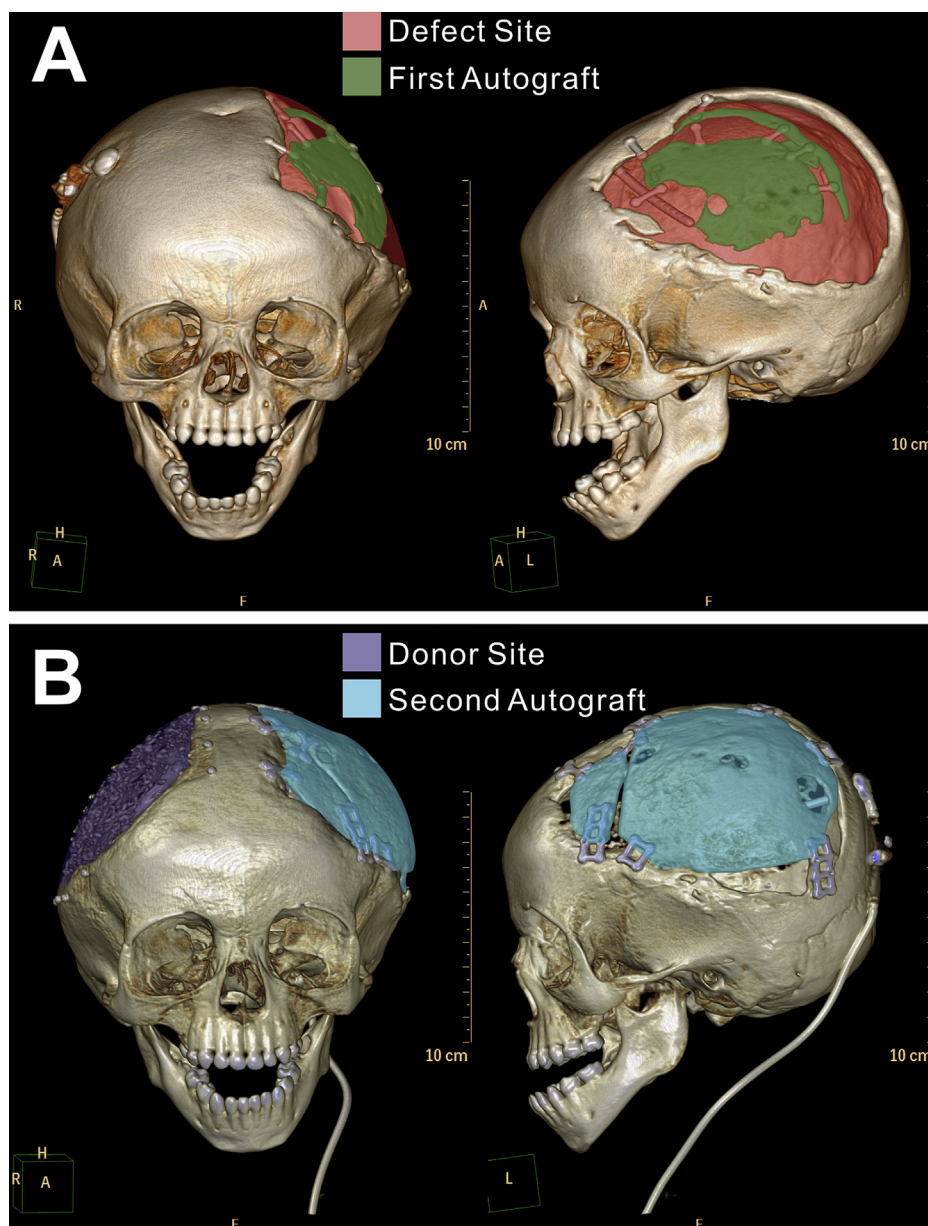 A
Defect Site
First Autograft
R
A
10 cm
10 cm
H
R
A
H
A
L
F
F
B
Donor Site
Second Autograft
10 cm
10 cm
H
R
A
L
F
F